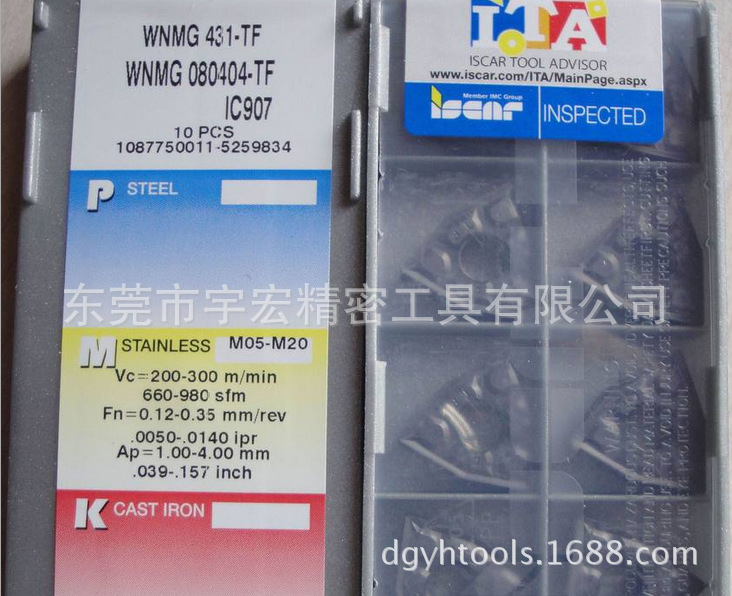 WNMG 431-TF
WNMG 080404-TF
IC907
10 PCS
1087750011-5259834
P STEEL
M STAINLESS M05-M20
Vc=200-300 m/min
660-980 sfm
Fn=0.12-0.35 mm/rev
.0050-.0140 ipr
Ap=1.00-4.00 mm
.039-.157 inch
K CAST IRON
ITA
ISCAR TOOL ADVISOR
www.iscar.com/ITA/MainPage.aspx
Member IMC Group
iscar
INSPECTED
东莞市宇宏精密工具有限公司
dgyhtools.1688.com